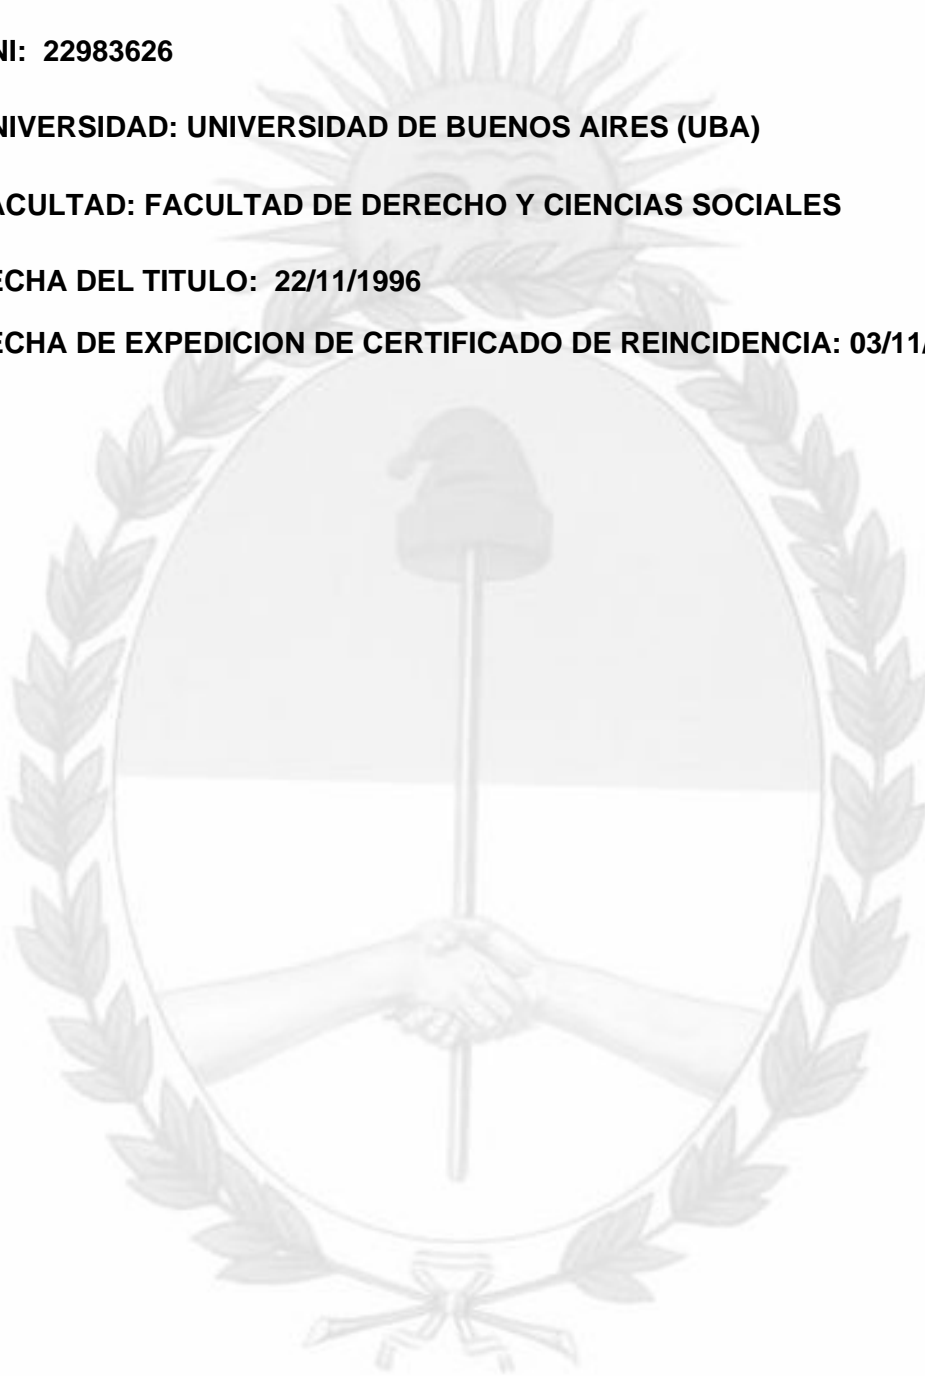 NI: 22983626
NIVERSIDAD: UNIVERSIDAD DE BUENOS AIRES (UBA)
ACULTAD: FACULTAD DE DERECHO Y CIENCIAS SOCIALES
ECHA DEL TITULO: 22/11/1996
ECHA DE EXPEDICION DE CERTIFICADO DE REINCIDENCIA: 03/11/